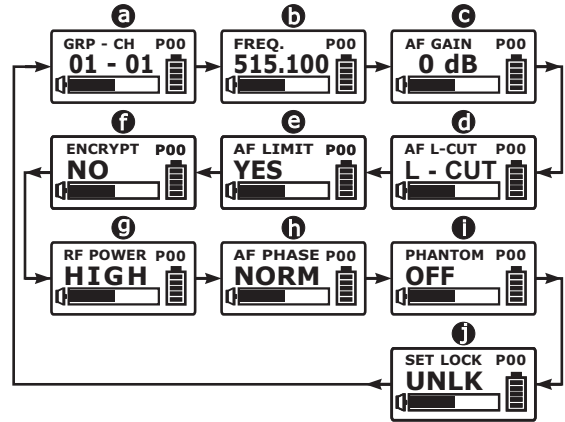 a b c
GRP - CH P00 FREQ. P00 AF GAIN P00
01 - 01 515.100 0 dB
f e d
ENCRYPT P00 AF LIMIT P00 AF L-CUT P00
NO YES L - CUT
g h i
RF POWER P00 AF PHASE P00 PHANTOM P00
HIGH NORM OFF
j
SET LOCK P00
UNLK